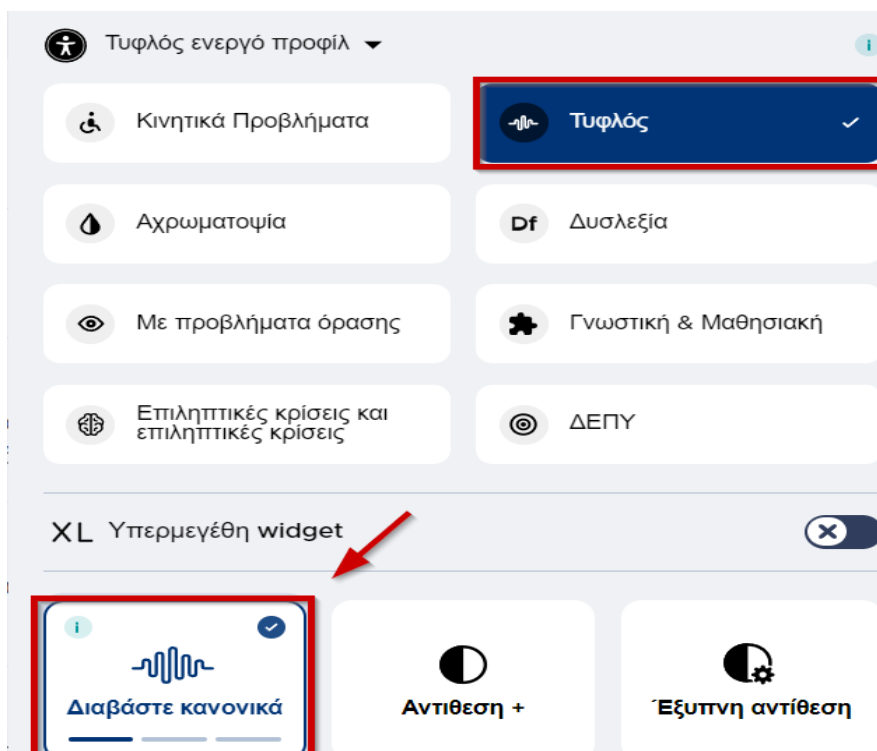 Τυφλός ενεργό προφίλ
i
Κινητικά Προβλήματα
Τυφλός
Αχρωματοψία
Df Δυσλεξία
Με προβλήματα όρασης
Γνωστική & Μαθησιακή
Επιληπτικές κρίσεις και
επιληπτικές κρίσεις
ΔΕΠΥ
XL Υπερμεγέθη widget
i
Διαβάστε κανονικά
Αντιθεση +
Έξυπνη αντίθεση